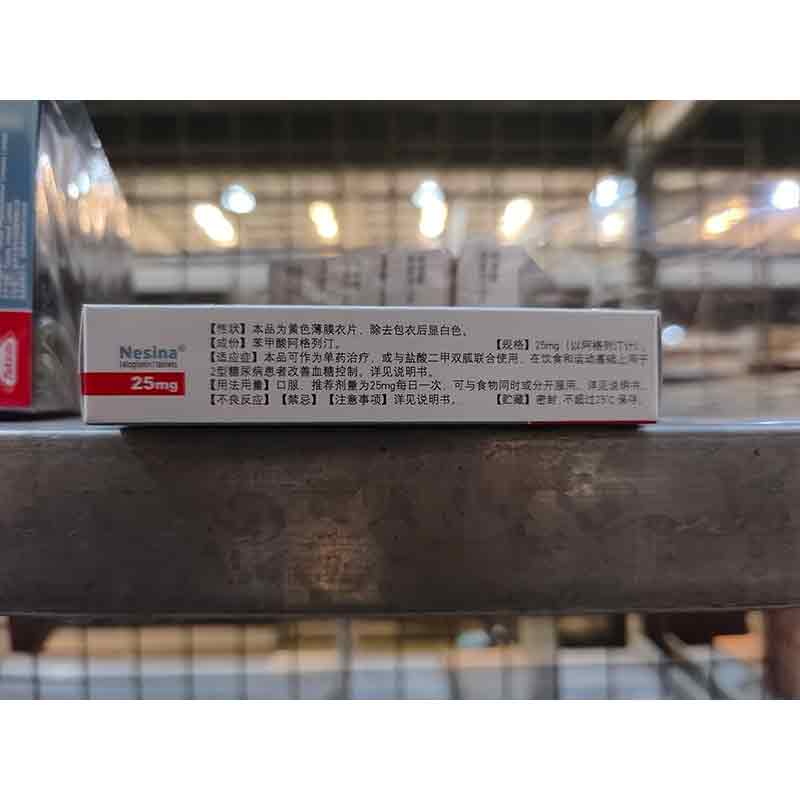 Nesina®
(alogliptin) tablets
25mg
【性状】本品为黄色薄膜衣片，除去包衣后显白色。
【成份】苯甲酸阿格列汀。 【规格】25mg（以阿格列汀计）。
【适应症】本品可作为单药治疗，或与盐酸二甲双胍联合使用，在饮食和运动基础上用于
2型糖尿病患者改善血糖控制。详见说明书。
【用法用量】口服，推荐剂量为25mg每日一次，可与食物同时或分开服用。详见说明书。
【不良反应】【禁忌】【注意事项】详见说明书。 【贮藏】密封，不超过25℃保存。